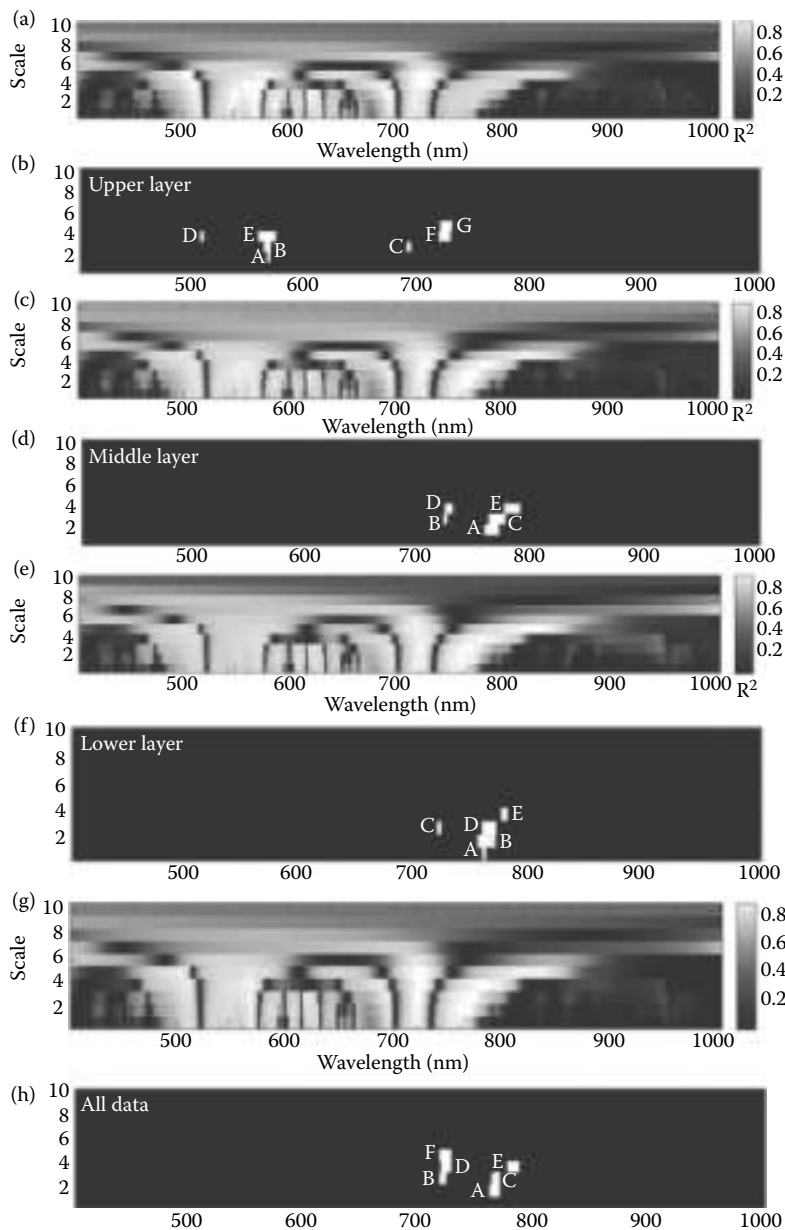 (a)
10
8
6
4
2
Scale
500 600 700 800 900 1000
Wavelength (nm)
0.8
0.6
0.4
0.2
R²
(b)
10
8
6
4
2
Upper layer
D E A B C F G
500 600 700 800 900 1000
(c)
10
8
6
4
2
Scale
500 600 700 800 900 1000
Wavelength (nm)
0.8
0.6
0.4
0.2
R²
(d)
10
8
6
4
2
Middle layer
D B A E C
500 600 700 800 900 1000
(e)
10
8
6
4
2
Scale
500 600 700 800 900 1000
Wavelength (nm)
0.8
0.6
0.4
0.2
R²
(f)
10
8
6
4
2
Lower layer
C D A B E
500 600 700 800 900 1000
(g)
10
8
6
4
2
Scale
500 600 700 800 900 1000
Wavelength (nm)
0.8
0.6
0.4
0.2
(h)
10
8
6
4
2
All data
F B D A E C
500 600 700 800 900 1000